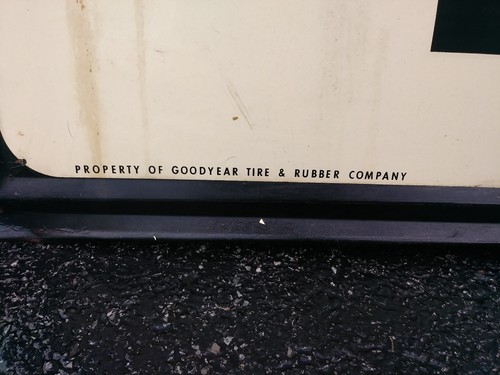 PROPERTY OF GOODYEAR TIRE & RUBBER COMPANY